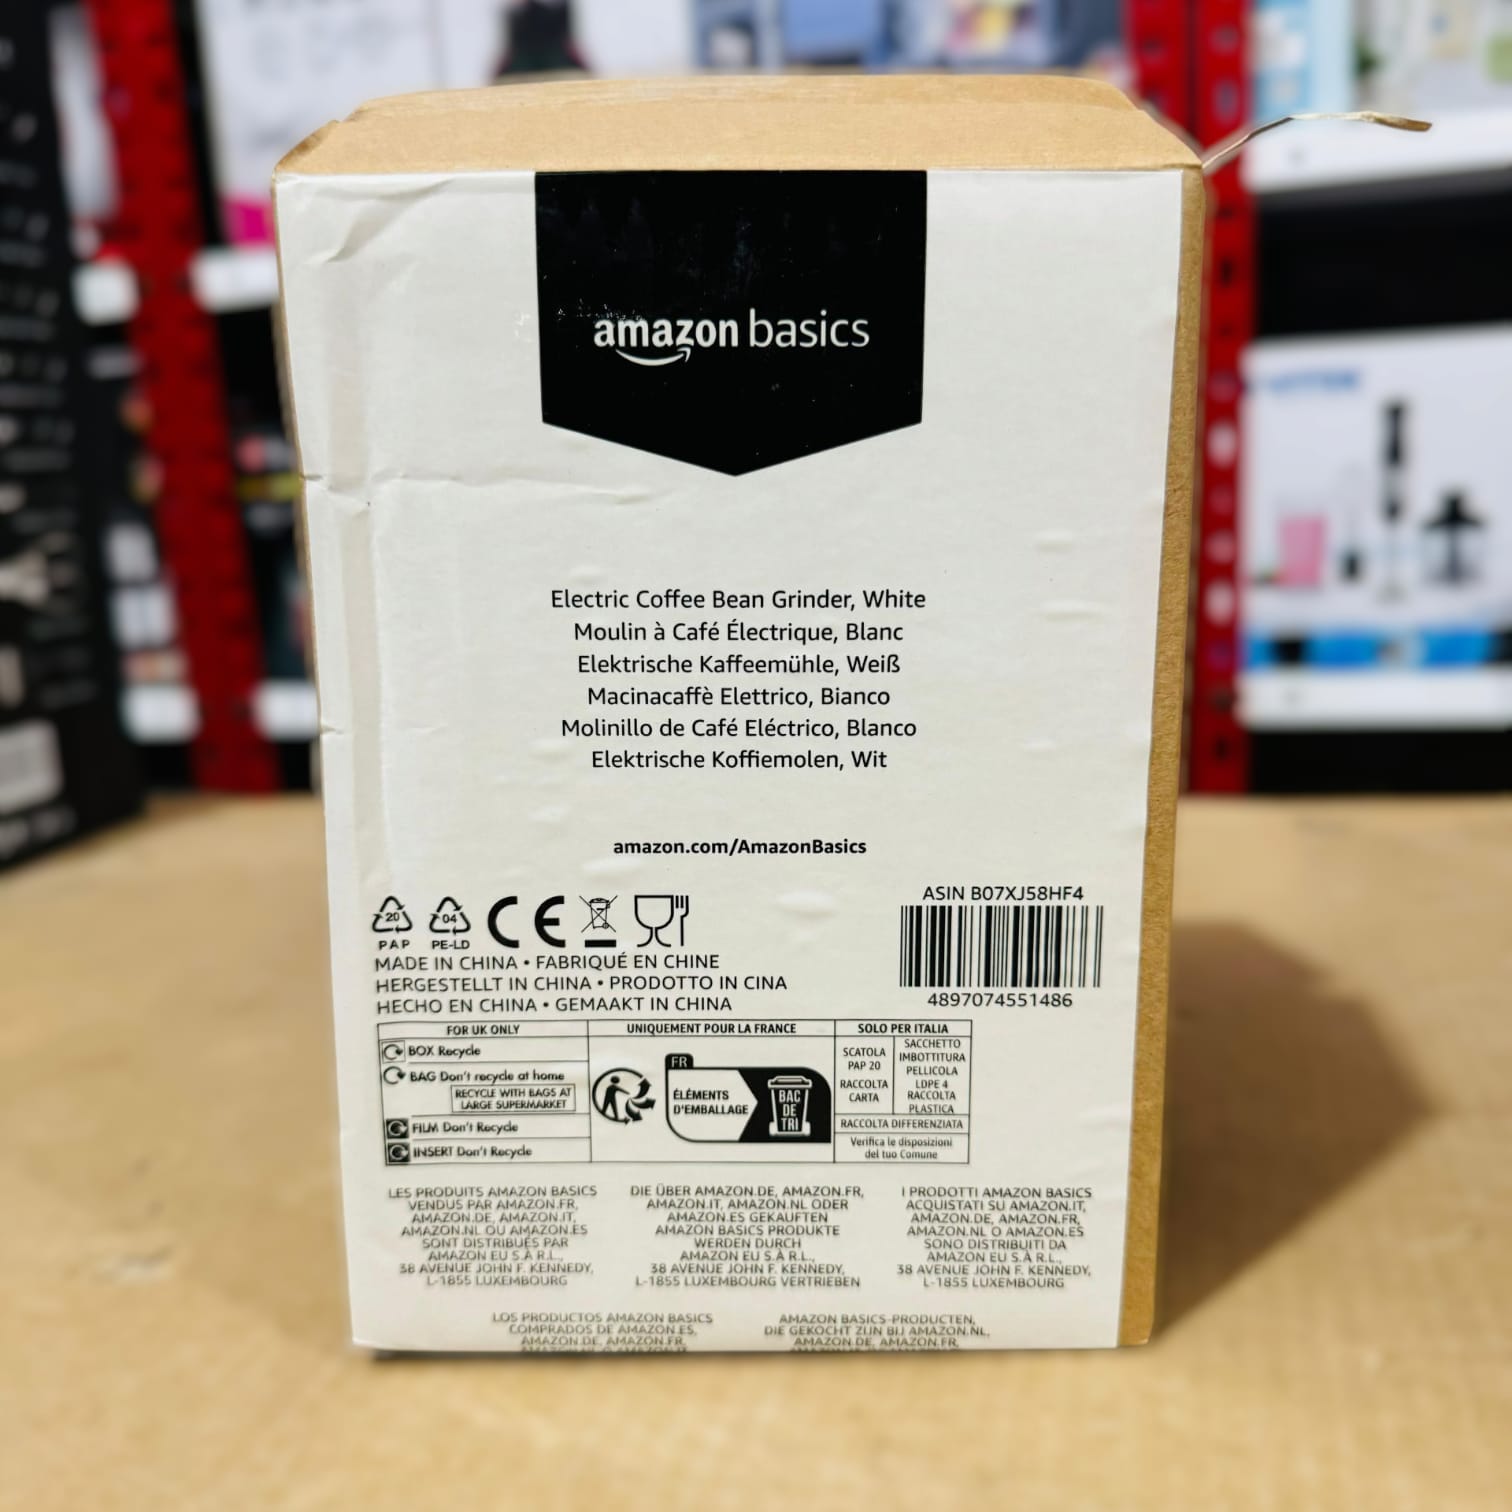 amazon basics
Electric Coffee Bean Grinder, White
Moulin à Café Électrique, Blanc
Elektrische Kaffeemühle, Weiß
Macinacaffè Elettrico, Bianco
Molinillo de Café Eléctrico, Blanco
Elektrische Koffiemolen, Wit
amazon.com/AmazonBasics
ASIN B07XJ58HF4
4897074551486
20
PAP
04
PE-LD
CE
MADE IN CHINA • FABRIQUÉ EN CHINE
HERGESTELLT IN CHINA • PRODOTTO IN CINA
HECHO EN CHINA • GEMAAKT IN CHINA
FOR UK ONLY
BOX Recycle
BAG Don't recycle at home
RECYCLE WITH BAGS AT
LARGE SUPERMARKET
FILM Don't Recycle
INSERT Don't Recycle
UNIQUEMENT POUR LA FRANCE
FR
ÉLÉMENTS
D'EMBALLAGE
BAC
DE
TRI
SOLO PER ITALIA
SCATOLA
PAP 20
RACCOLTA
CARTA
SACCHETTO
IMBOTTITURA
PELLICOLA
LDPE 4
RACCOLTA
PLASTICA
RACCOLTA DIFFERENZIATA
Verifica le disposizioni
del tuo Comune
LES PRODUITS AMAZON BASICS
VENDUS PAR AMAZON.FR,
AMAZON.DE, AMAZON.IT,
AMAZON.NL OU AMAZON.ES
SONT DISTRIBUÉS PAR
AMAZON EU S.À R.L.,
38 AVENUE JOHN F. KENNEDY,
L-1855 LUXEMBOURG
DIE ÜBER AMAZON.DE, AMAZON.FR,
AMAZON.IT, AMAZON.NL ODER
AMAZON.ES GEKAUFTEN
AMAZON BASICS PRODUKTE
WERDEN DURCH
AMAZON EU S.À R.L.,
38 AVENUE JOHN F. KENNEDY,
L-1855 LUXEMBOURG VERTRIEBEN
I PRODOTTI AMAZON BASICS
ACQUISTATI SU AMAZON.IT,
AMAZON.DE, AMAZON.FR,
AMAZON.NL O AMAZON.ES
SONO DISTRIBUITI DA
AMAZON EU S.À R.L.,
38 AVENUE JOHN F. KENNEDY,
L-1855 LUXEMBOURG
LOS PRODUCTOS AMAZON BASICS
COMPRADOS DE AMAZON.ES,
AMAZON.DE, AMAZON.FR,
AMAZON BASICS-PRODUCTEN,
DIE GEKOCHT ZIJN BIJ AMAZON.NL,
AMAZON.DE, AMAZON.FR,